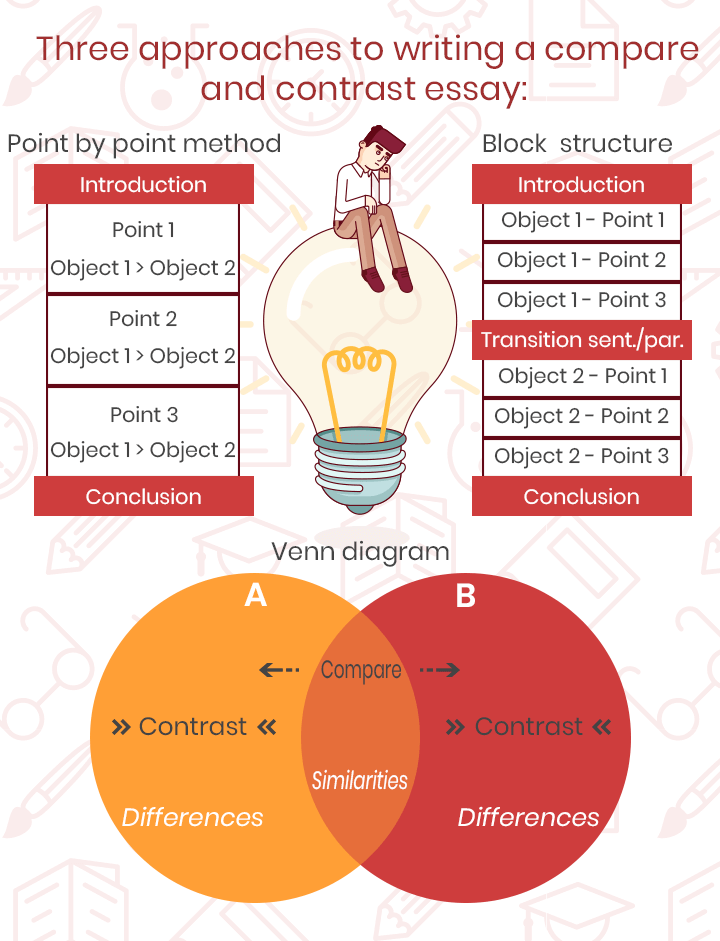 Three approaches to writing a compare
and contrast essay:
Point by point method
Introduction
Point 1
Object 1 > Object 2
Point 2
Object 1 > Object 2
Point 3
Object 1 > Object 2
Conclusion
Block structure
Introduction
Object 1 - Point 1
Object 1 - Point 2
Object 1 - Point 3
Transition sent./par.
Object 2 - Point 1
Object 2 - Point 2
Object 2 - Point 3
Conclusion
Venn diagram
A
B
Compare
Contrast
Contrast
Similarities
Differences
Differences